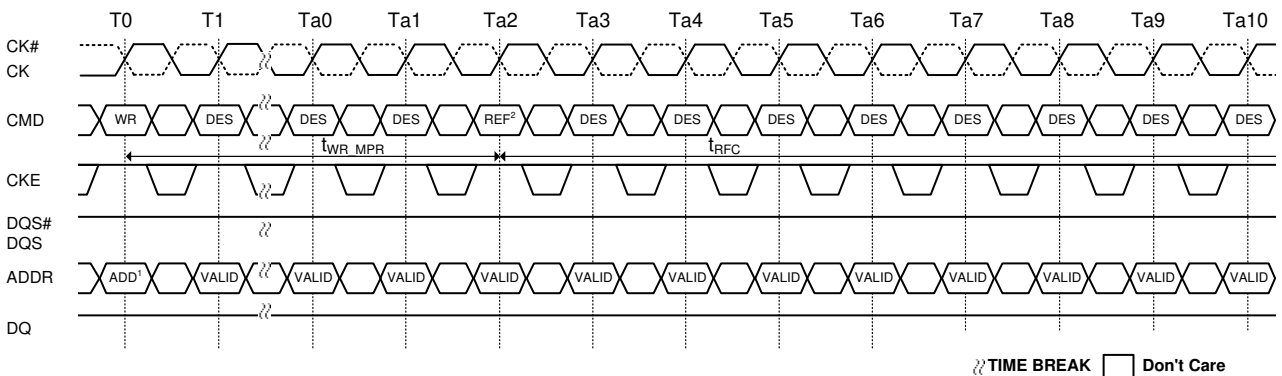 T0 T1 Ta0 Ta1 Ta2 Ta3 Ta4 Ta5 Ta6 Ta7 Ta8 Ta9 Ta10
CK#
CK
CMD WR DES DES DES REF² DES DES DES DES DES DES DES DES
tWR_MPR tRFC
CKE
DQS#
DQS
ADDR ADD¹ VALID VALID VALID VALID VALID VALID VALID VALID VALID VALID VALID VALID
DQ
TIME BREAK Don't Care